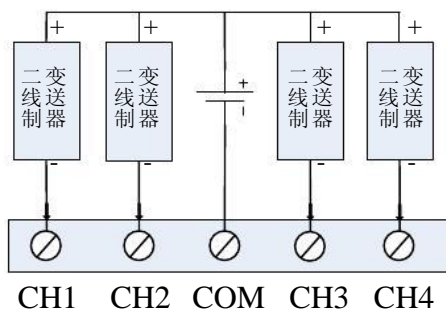 + + + +
二线制变送器 二线制变送器 + 二线制变送器 二线制变送器
- - - - -
CH1 CH2 COM CH3 CH4